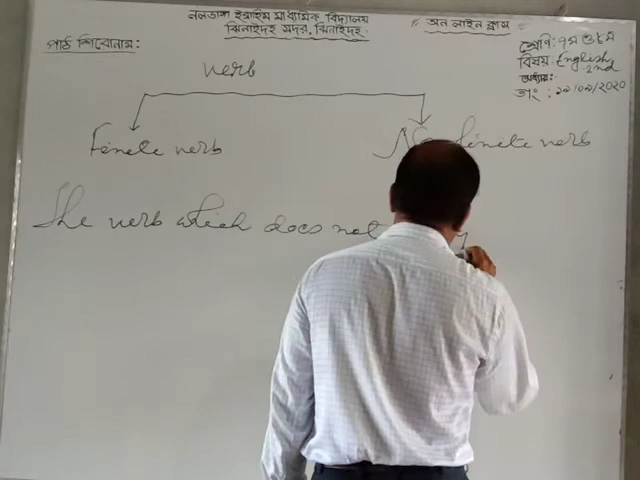 নলডাঙ্গা ইব্রাহিম মাধ্যমিক বিদ্যালয়
ঝিনাইদহ সদর, ঝিনাইদহ।
"অন লাইন ক্লাস"
পাঠ শিরোনাম:
শ্রেণি: ৭ম ও ৮ম
বিষয়: English 2nd
অধ্যায়:
তাং: ১৯/০৯/২০২০
verb
Finite verb
finite verb
The verb which does not